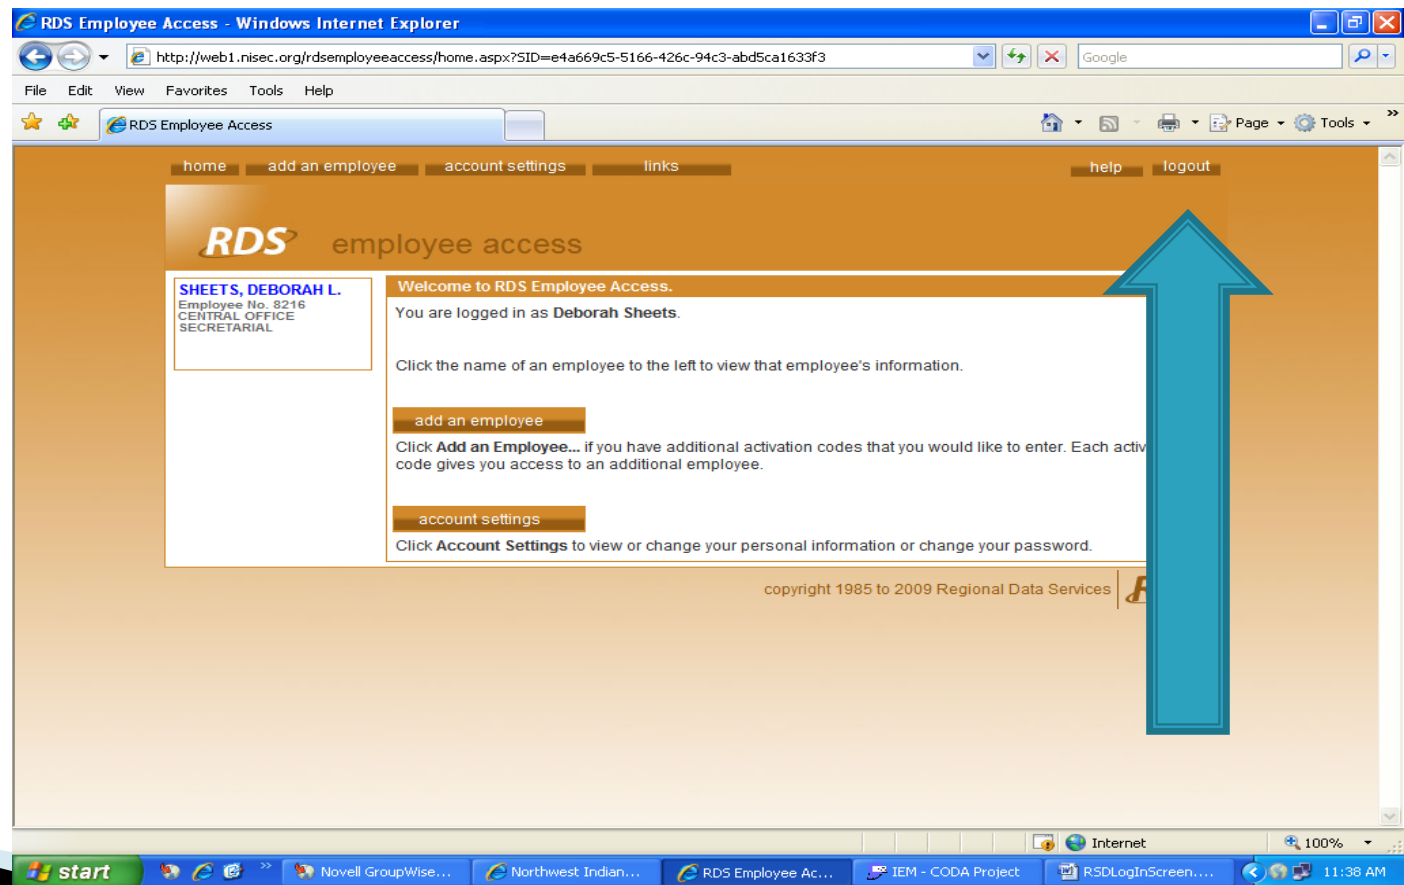 RDS Employee Access - Windows Internet Explorer
http://web1.nisec.org/rdsemployeeaccess/home.aspx?SID=e4a669c5-5166-426c-94c3-abd5ca1633f3
Google
File Edit View Favorites Tools Help
RDS Employee Access
Page Tools
home add an employee account settings links help logout
RDS employee access
SHEETS, DEBORAH L.
Employee No. 8216
CENTRAL OFFICE
SECRETARIAL
Welcome to RDS Employee Access.
You are logged in as Deborah Sheets.
Click the name of an employee to the left to view that employee's information.
add an employee
Click Add an Employee... if you have additional activation codes that you would like to enter. Each activ
code gives you access to an additional employee.
account settings
Click Account Settings to view or change your personal information or change your password.
copyright 1985 to 2009 Regional Data Services
Internet 100%
start Novell GroupWise... Northwest Indian... RDS Employee Ac... IEM - CODA Project RSDLogInScreen.... 11:38 AM